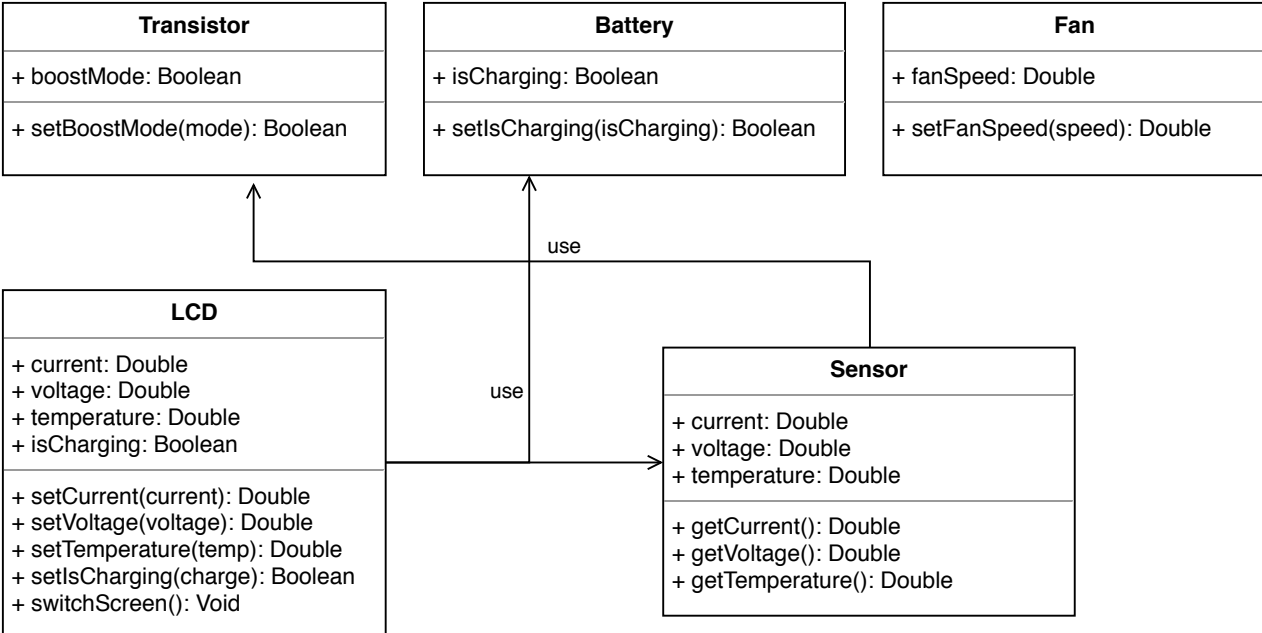 Transistor
+ boostMode: Boolean
+ setBoostMode(mode): Boolean
Battery
+ isCharging: Boolean
+ setIsCharging(isCharging): Boolean
Fan
+ fanSpeed: Double
+ setFanSpeed(speed): Double
use
LCD
+ current: Double
+ voltage: Double
+ temperature: Double
+ isCharging: Boolean
+ setCurrent(current): Double
+ setVoltage(voltage): Double
+ setTemperature(temp): Double
+ setIsCharging(charge): Boolean
+ switchScreen(): Void
use
Sensor
+ current: Double
+ voltage: Double
+ temperature: Double
+ getCurrent(): Double
+ getVoltage(): Double
+ getTemperature(): Double